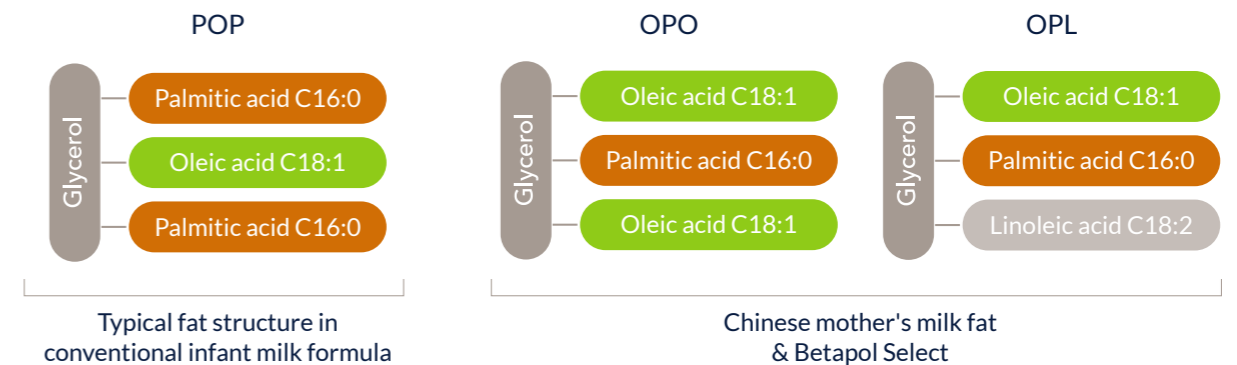 POP
Glycerol
Palmitic acid C16:0
Oleic acid C18:1
Palmitic acid C16:0
Typical fat structure in
conventional infant milk formula
OPO
Glycerol
Oleic acid C18:1
Palmitic acid C16:0
Oleic acid C18:1
OPL
Glycerol
Oleic acid C18:1
Palmitic acid C16:0
Linoleic acid C18:2
Chinese mother's milk fat
& Betapol Select